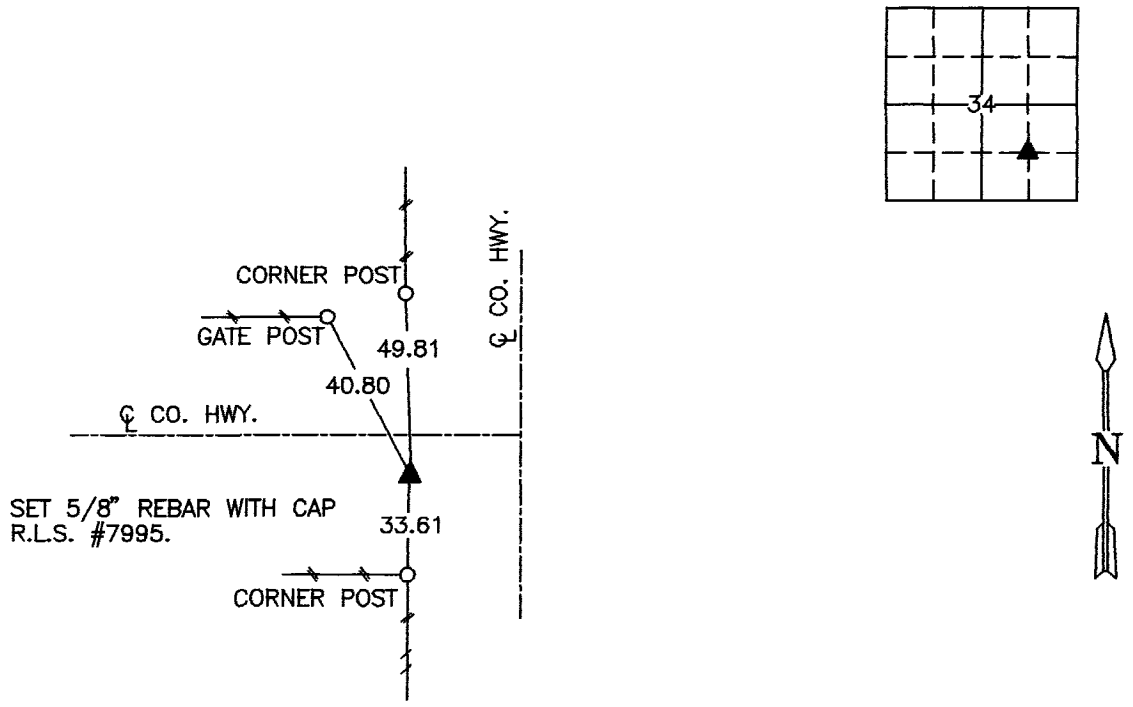 34
CORNER POST
℄ CO. HWY.
GATE POST
49.81
40.80
℄ CO. HWY.
N
SET 5/8" REBAR WITH CAP
R.L.S. #7995.
33.61
CORNER POST